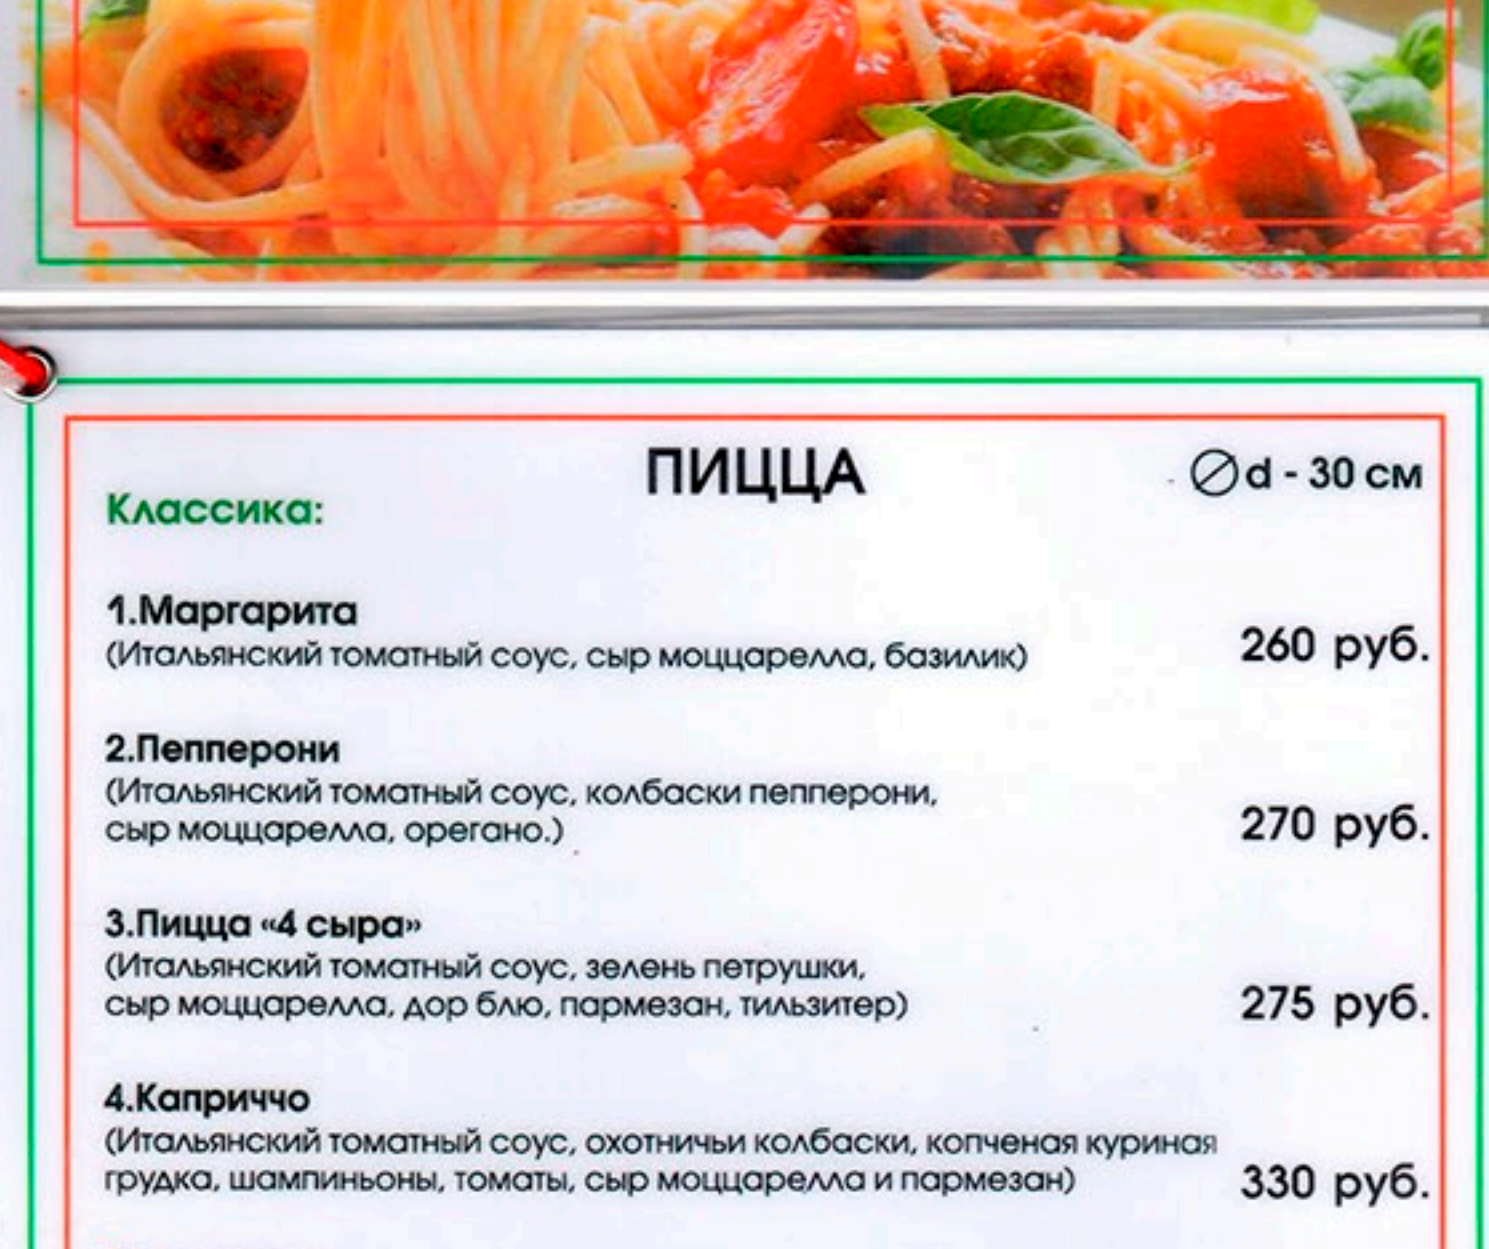 ПИЦЦА
d - 30 см
Классика:
1.Маргарита
(Итальянский томатный соус, сыр моццарелла, базилик)
260 руб.
2.Пепперони
(Итальянский томатный соус, колбаски пепперони,
сыр моццарелла, орегано.)
270 руб.
3.Пицца «4 сыра»
(Итальянский томатный соус, зелень петрушки,
сыр моццарелла, дор блю, пармезан, тильзитер)
275 руб.
4.Каприччо
(Итальянский томатный соус, охотничьи колбаски, копченая куриная
грудка, шампиньоны, томаты, сыр моццарелла и пармезан)
330 руб.